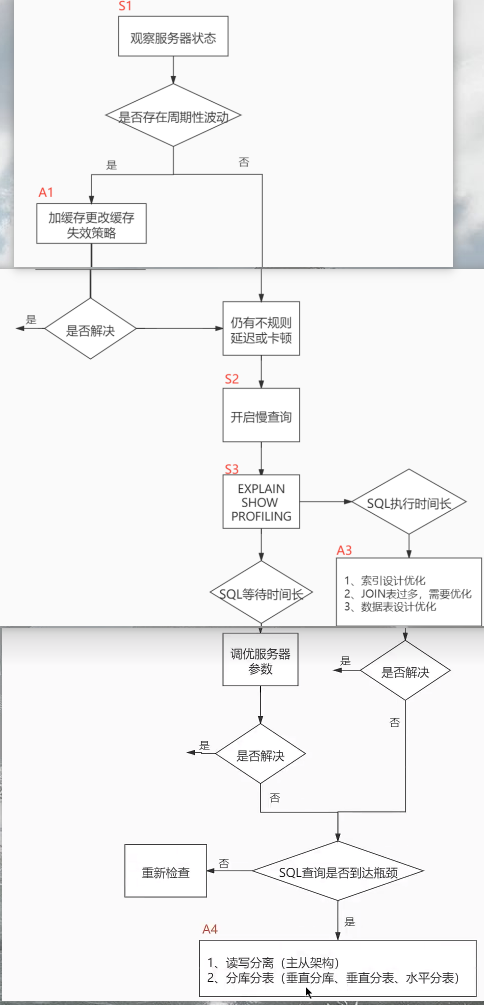 S1
观察服务器状态
是否存在周期性波动
是
否
A1
加缓存更改缓存
失效策略
是
是否解决
仍有不规则
延迟或卡顿
S2
开启慢查询
S3
EXPLAIN
SHOW
PROFILING
SQL执行时间长
A3
1、索引设计优化
2、JOIN表过多，需要优化
3、数据表设计优化
SQL等待时间长
调优服务器
参数
是
是否解决
是
是否解决
否
否
SQL查询是否到达瓶颈
否
重新检查
是
A4
1、读写分离（主从架构）
2、分库分表（垂直分库、垂直分表、水平分表）